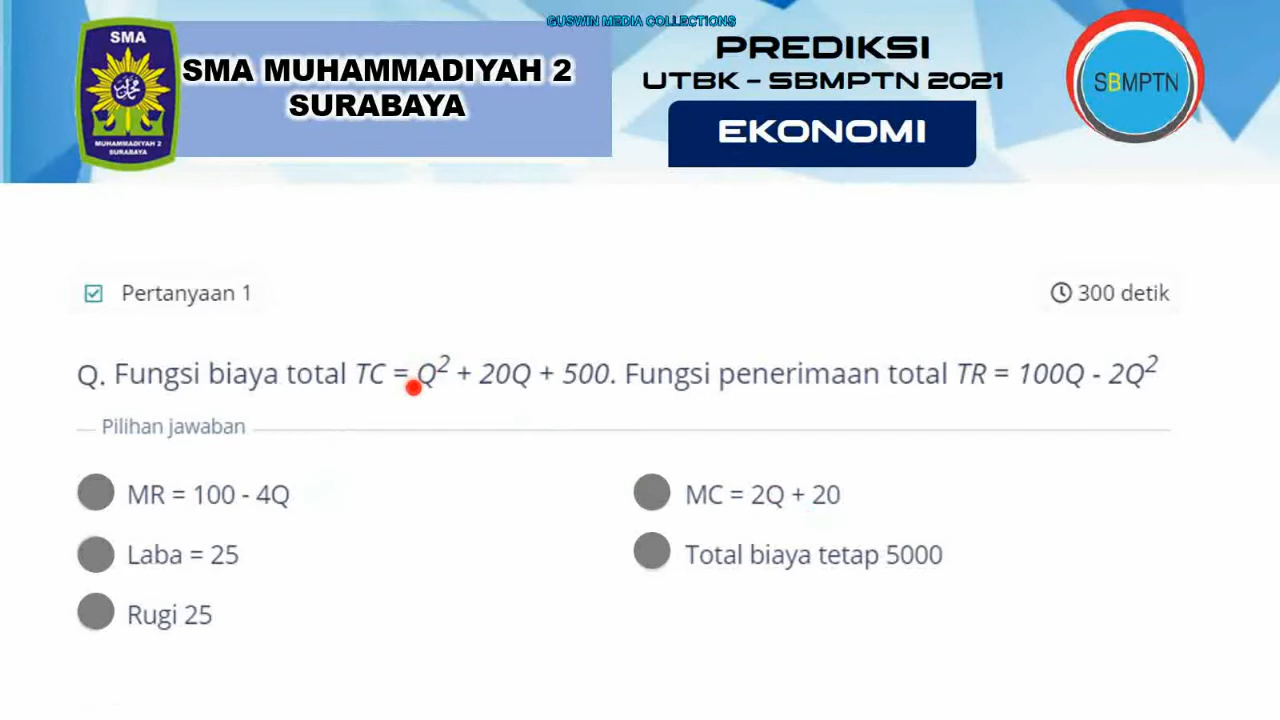 GUSWIN MEDIA COLLECTIONS
SMA
MUHAMMADIYAH 2
SURABAYA
SMA MUHAMMADIYAH 2
SURABAYA
PREDIKSI
UTBK - SBMPTN 2021
EKONOMI
SBMPTN
Pertanyaan 1
300 detik
Q. Fungsi biaya total TC = Q² + 20Q + 500. Fungsi penerimaan total TR = 100Q - 2Q²
Pilihan jawaban
MR = 100 - 4Q
MC = 2Q + 20
Laba = 25
Total biaya tetap 5000
Rugi 25